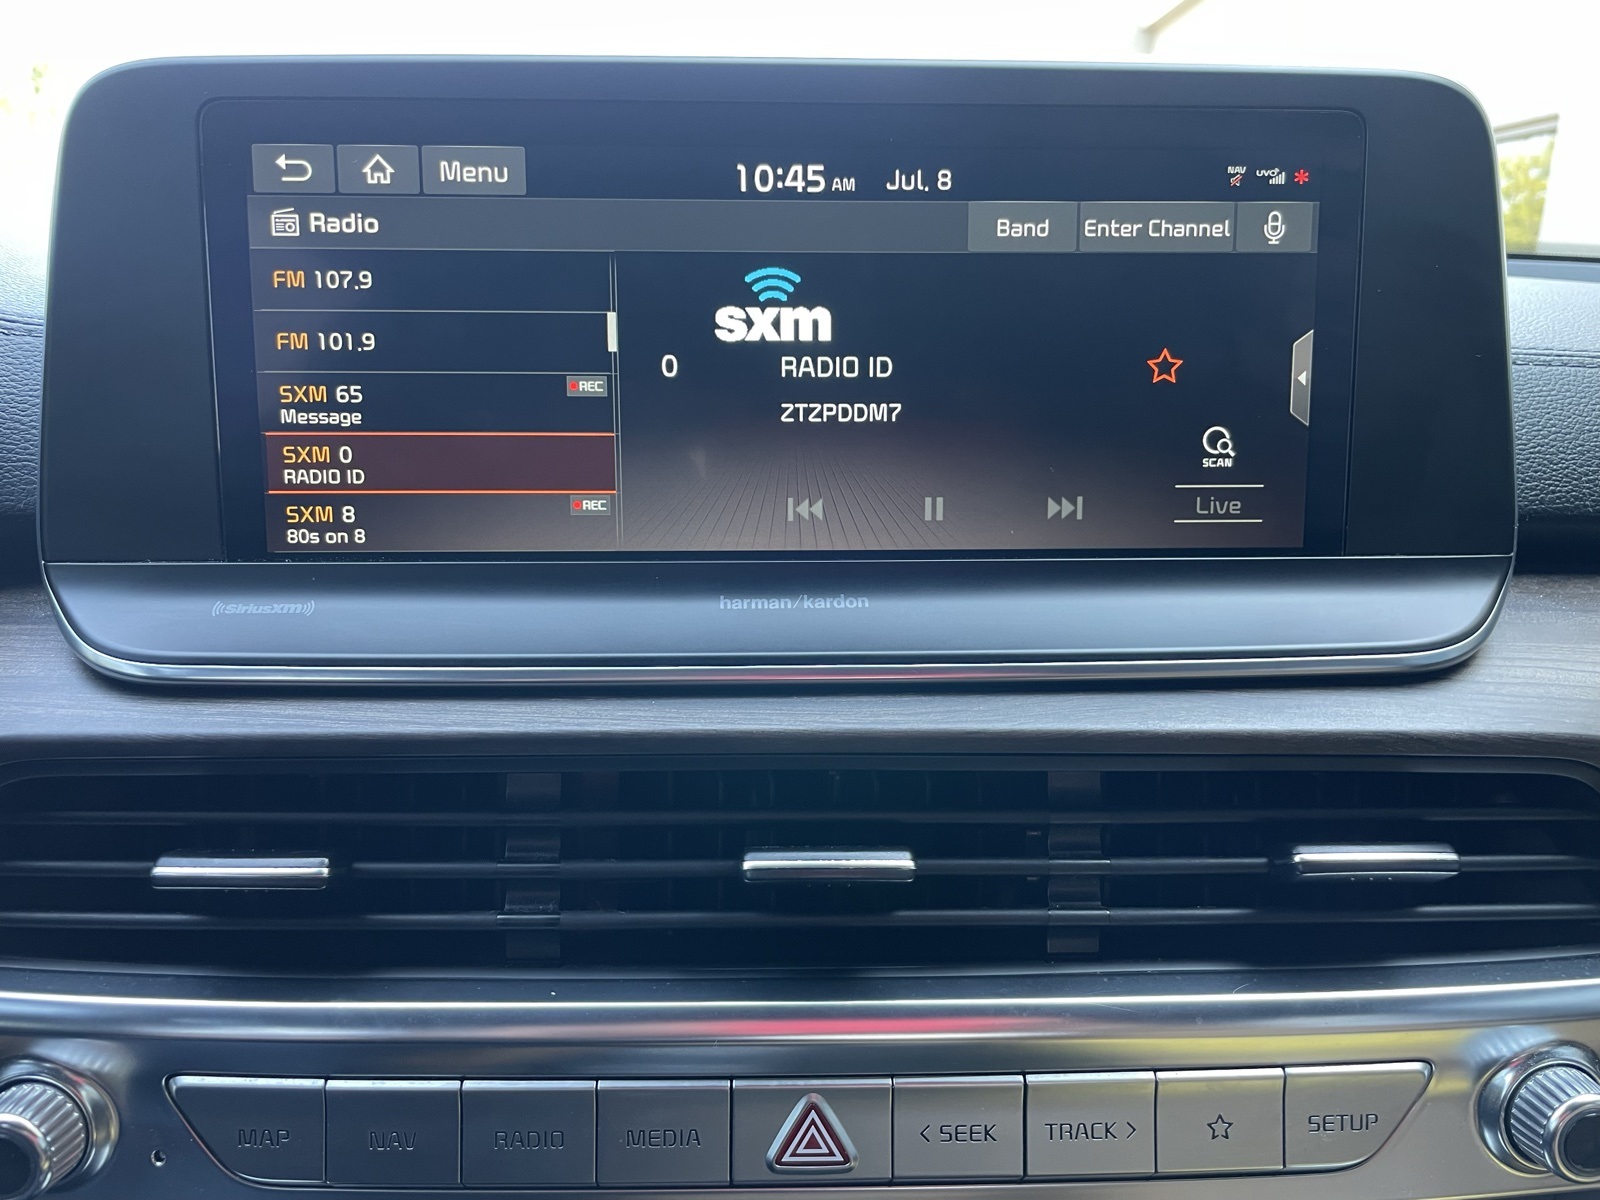 Menu
10:45 AM Jul. 8
NAV UVO *
Radio
Band
Enter Channel
FM 107.9
FM 101.9
SXM 65
REC
Message
SXM 0
RADIO ID
SXM 8
REC
80s on 8
sxm
0 RADIO ID
ZTZPDDM7
SCAN
Live
((SiriusXM))
harman/kardon
MAP
NAV
RADIO
MEDIA
< SEEK
TRACK >
SETUP